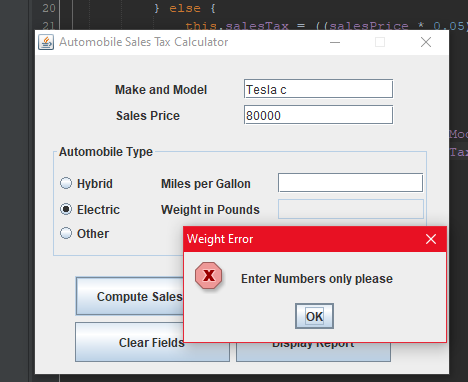 20
} else {
21
this.salesTax = ((salesPrice * 0.05)
Automobile Sales Tax Calculator
Make and Model
Tesla c
Sales Price
80000
Mod
Tax
Automobile Type
Hybrid
Miles per Gallon
Electric
Weight in Pounds
Other
Weight Error
X
Enter Numbers only please
OK
Compute Sales
Clear Fields
Display Report